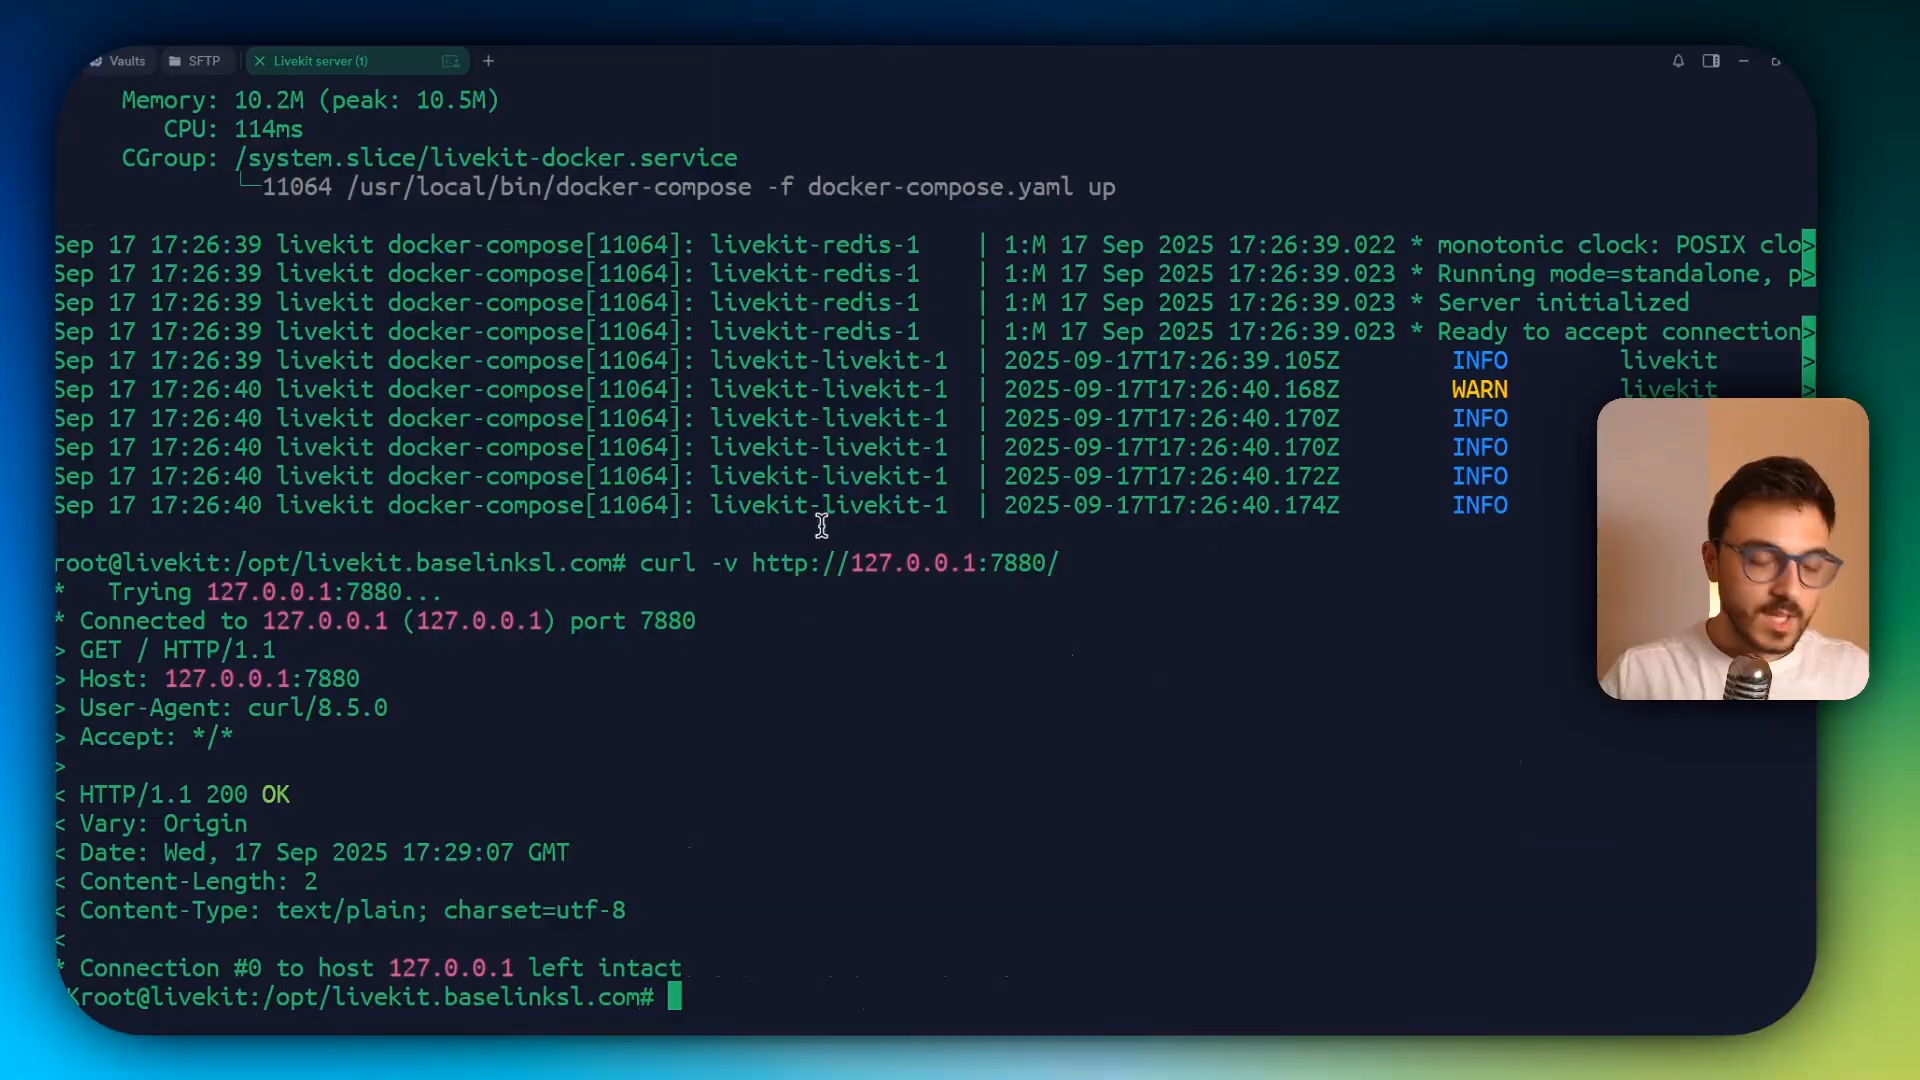 Vaults SFTP Livekit server (1)
Memory: 10.2M (peak: 10.5M)
CPU: 114ms
CGroup: /system.slice/livekit-docker.service
└─11064 /usr/local/bin/docker-compose -f docker-compose.yaml up
Sep 17 17:26:39 livekit docker-compose[11064]: livekit-redis-1 | 1:M 17 Sep 2025 17:26:39.022 * monotonic clock: POSIX clo>
Sep 17 17:26:39 livekit docker-compose[11064]: livekit-redis-1 | 1:M 17 Sep 2025 17:26:39.023 * Running mode=standalone, p>
Sep 17 17:26:39 livekit docker-compose[11064]: livekit-redis-1 | 1:M 17 Sep 2025 17:26:39.023 * Server initialized
Sep 17 17:26:39 livekit docker-compose[11064]: livekit-redis-1 | 1:M 17 Sep 2025 17:26:39.023 * Ready to accept connection>
Sep 17 17:26:39 livekit docker-compose[11064]: livekit-livekit-1 | 2025-09-17T17:26:39.105Z INFO livekit >
Sep 17 17:26:40 livekit docker-compose[11064]: livekit-livekit-1 | 2025-09-17T17:26:40.168Z WARN livekit >
Sep 17 17:26:40 livekit docker-compose[11064]: livekit-livekit-1 | 2025-09-17T17:26:40.170Z INFO
Sep 17 17:26:40 livekit docker-compose[11064]: livekit-livekit-1 | 2025-09-17T17:26:40.170Z INFO
Sep 17 17:26:40 livekit docker-compose[11064]: livekit-livekit-1 | 2025-09-17T17:26:40.172Z INFO
Sep 17 17:26:40 livekit docker-compose[11064]: livekit-livekit-1 | 2025-09-17T17:26:40.174Z INFO
root@livekit:/opt/livekit.baselinksl.com# curl -v http://127.0.0.1:7880/
* Trying 127.0.0.1:7880...
* Connected to 127.0.0.1 (127.0.0.1) port 7880
> GET / HTTP/1.1
> Host: 127.0.0.1:7880
> User-Agent: curl/8.5.0
> Accept: */*
>
< HTTP/1.1 200 OK
< Vary: Origin
< Date: Wed, 17 Sep 2025 17:29:07 GMT
< Content-Length: 2
< Content-Type: text/plain; charset=utf-8
<
* Connection #0 to host 127.0.0.1 left intact
Kroot@livekit:/opt/livekit.baselinksl.com#